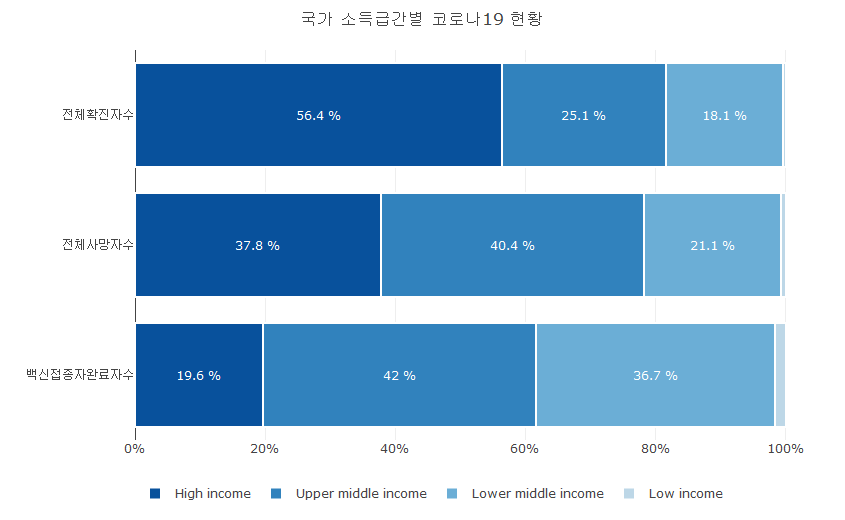 국가 소득급간별 코로나19 현황
전체확진자수
56.4 %
25.1 %
18.1 %
전체사망자수
37.8 %
40.4 %
21.1 %
백신접종자완료자수
19.6 %
42 %
36.7 %
0%
20%
40%
60%
80%
100%
High income
Upper middle income
Lower middle income
Low income